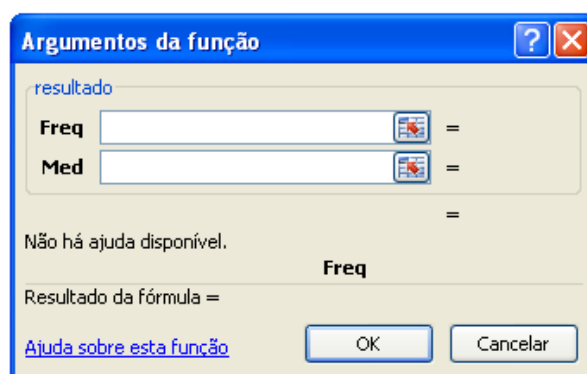 Argumentos da função
resultado
Freq =
Med =
=
Não há ajuda disponível.
Freq
Resultado da fórmula =
Ajuda sobre esta função OK Cancelar